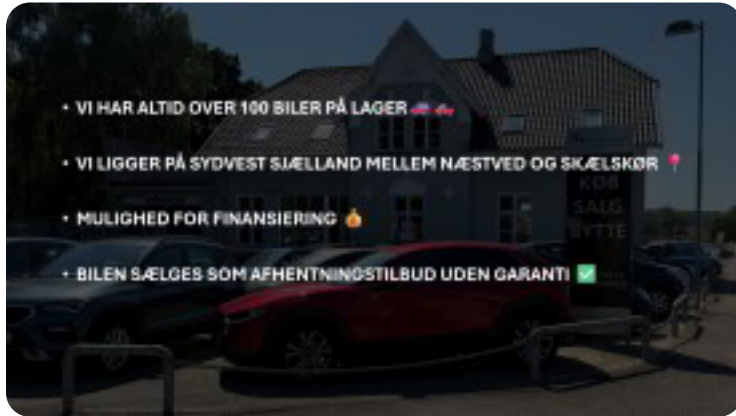 • VI HAR ALTID OVER 100 BILER PÅ LAGER 🚙 🛻
• VI LIGGER PÅ SYDVEST SJÆLLAND MELLEM NÆSTVED OG SKÆLSKØR 📍
• MULIGHED FOR FINANSIERING 💰
• BILEN SÆLGES SOM AFHENTNINGSTILBUD UDEN GARANTI ✅
KØB
SALG
BYTTE